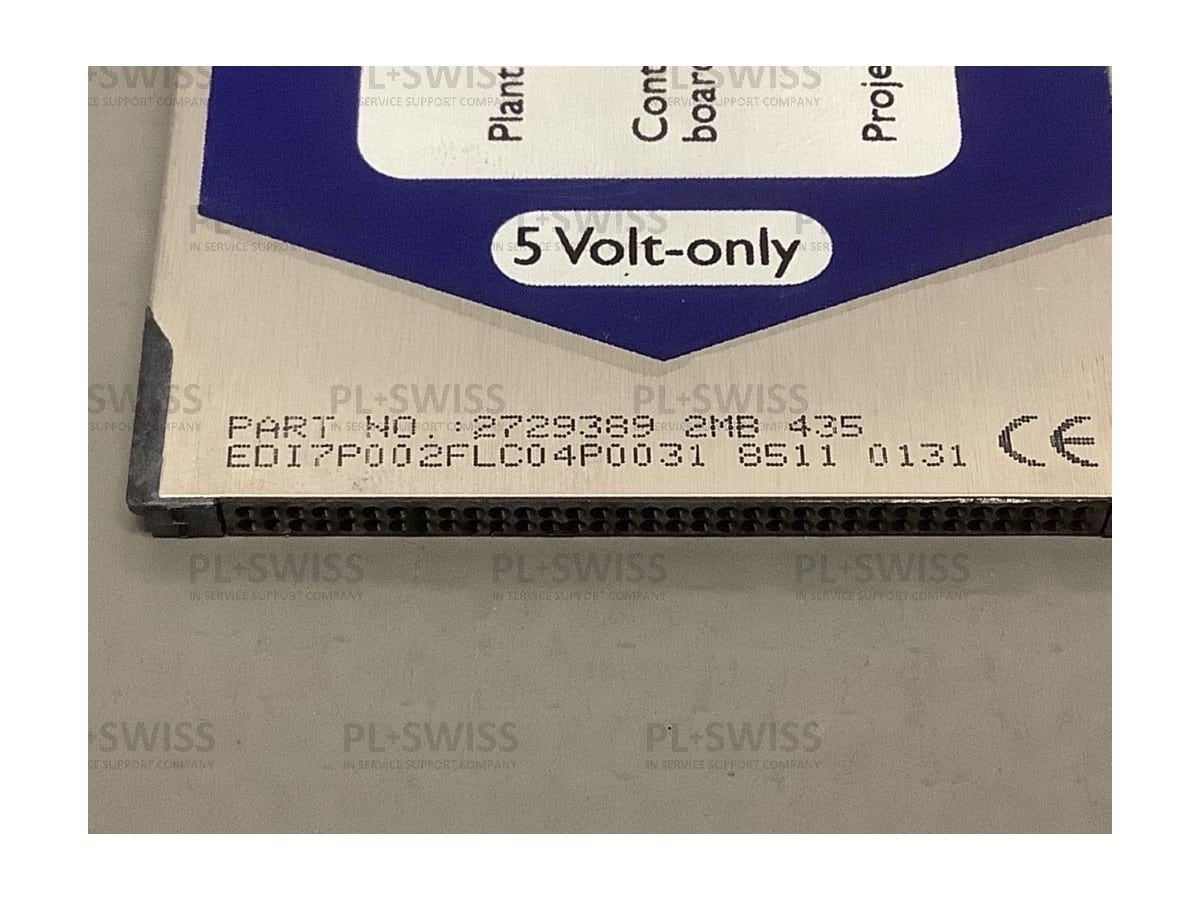 Plant
Cont
board
Proje
5 Volt-only
PART NO. : 2729389 2MB 435
EDI7P002FLC04P0031 8511 0131
CE
PL+SWISS
IN SERVICE SUPPORT COMPANY